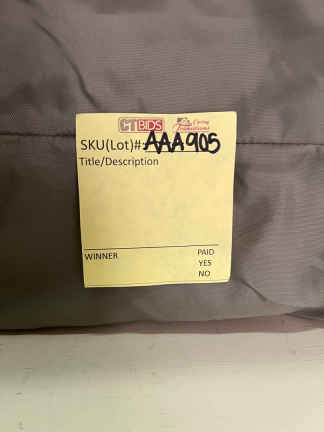 CTBIDS Caring Transitions
SKU(Lot)# AAA905
Title/Description
WINNER PAID
YES
NO